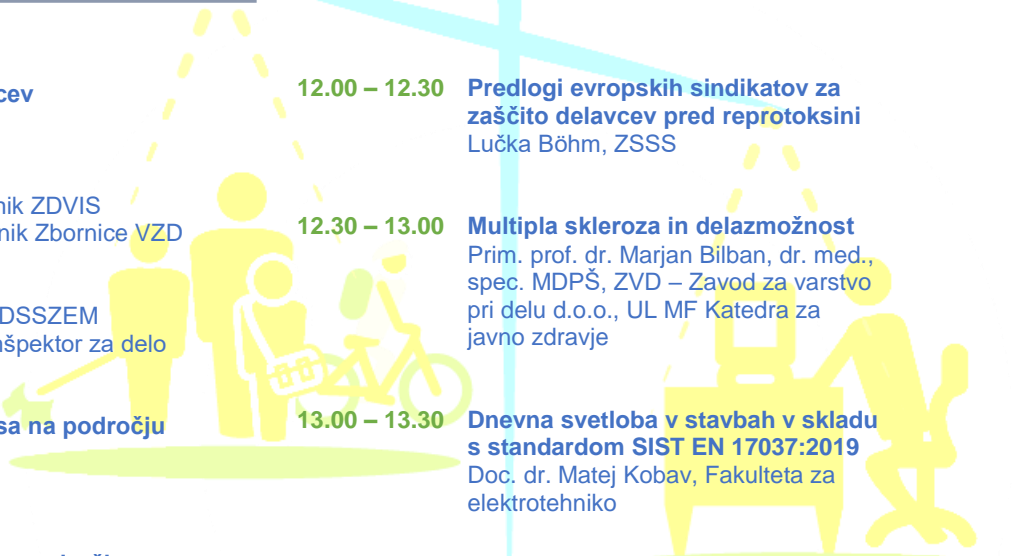 cev
nik ZDVIS
nik Zbornice VZD
DSSZEM
nšpektor za delo
sa na področju
12.00 – 12.30 Predlogi evropskih sindikatov za
zaščito delavcev pred reprotoksini
Lučka Böhm, ZSSS
12.30 – 13.00 Multipla skleroza in delazmožnost
Prim. prof. dr. Marjan Bilban, dr. med.,
spec. MDPŠ, ZVD – Zavod za varstvo
pri delu d.o.o., UL MF Katedra za
javno zdravje
13.00 – 13.30 Dnevna svetloba v stavbah v skladu
s standardom SIST EN 17037:2019
Doc. dr. Matej Kobav, Fakulteta za
elektrotehniko